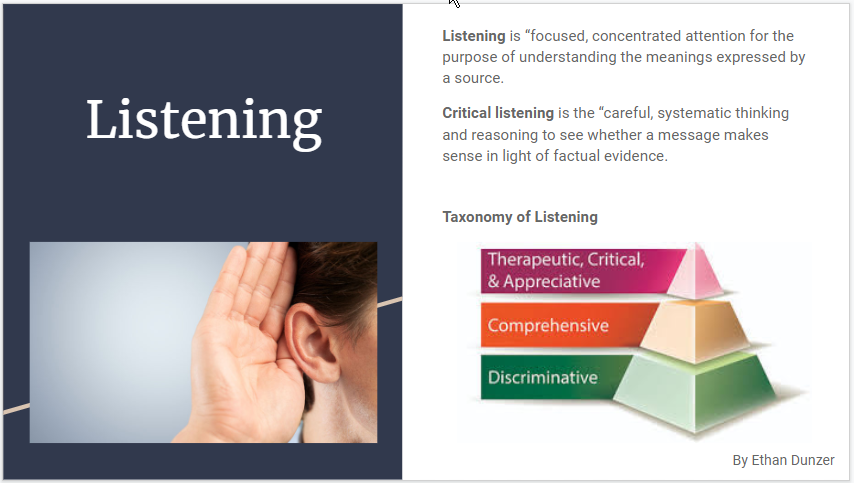 Listening
Listening is “focused, concentrated attention for the
purpose of understanding the meanings expressed by
a source.
Critical listening is the “careful, systematic thinking
and reasoning to see whether a message makes
sense in light of factual evidence.
Taxonomy of Listening
Therapeutic, Critical,
& Appreciative
Comprehensive
Discriminative
By Ethan Dunzer